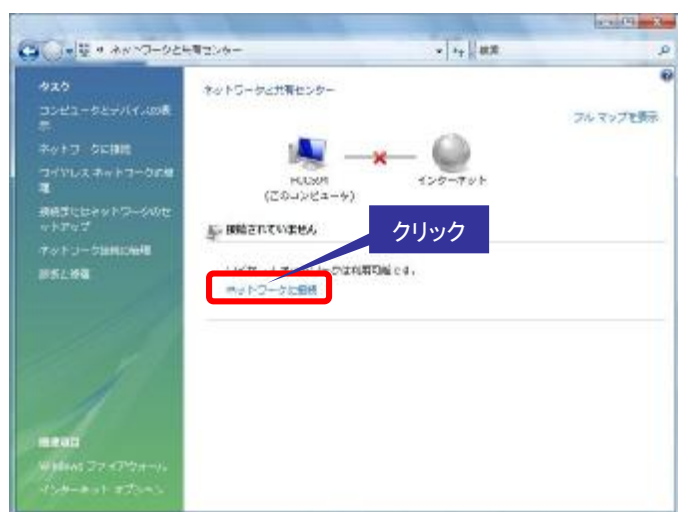 ネットワークと共有センター
検索
タスク
コンピュータとデバイスの表
示
ネットワークに接続
ワイヤレス ネットワークの管
理
接続またはネットワークのセ
ットアップ
ネットワーク接続の管理
診断と修復
関連項目
Windows ファイアウォール
インターネット オプション
ネットワークと共有センター
フル マップを表示
(このコンピュータ)
インターネット
接続されていません
クリック
は利用可能です。
ネットワークに接続